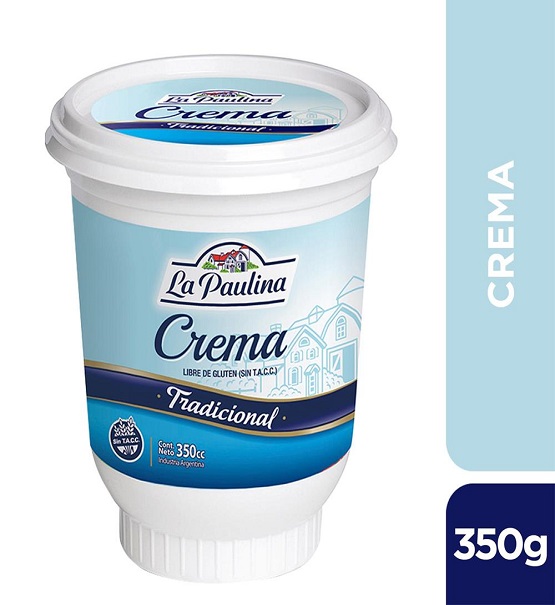 La Paulina
Crema
Tradicional
La Paulina
Crema
LIBRE DE GLUTEN (SIN T.A.C.C.)
Tradicional
Sin T.A.C.C.
Cont.
Neto 350cc
Industria Argentina
CREMA
350g